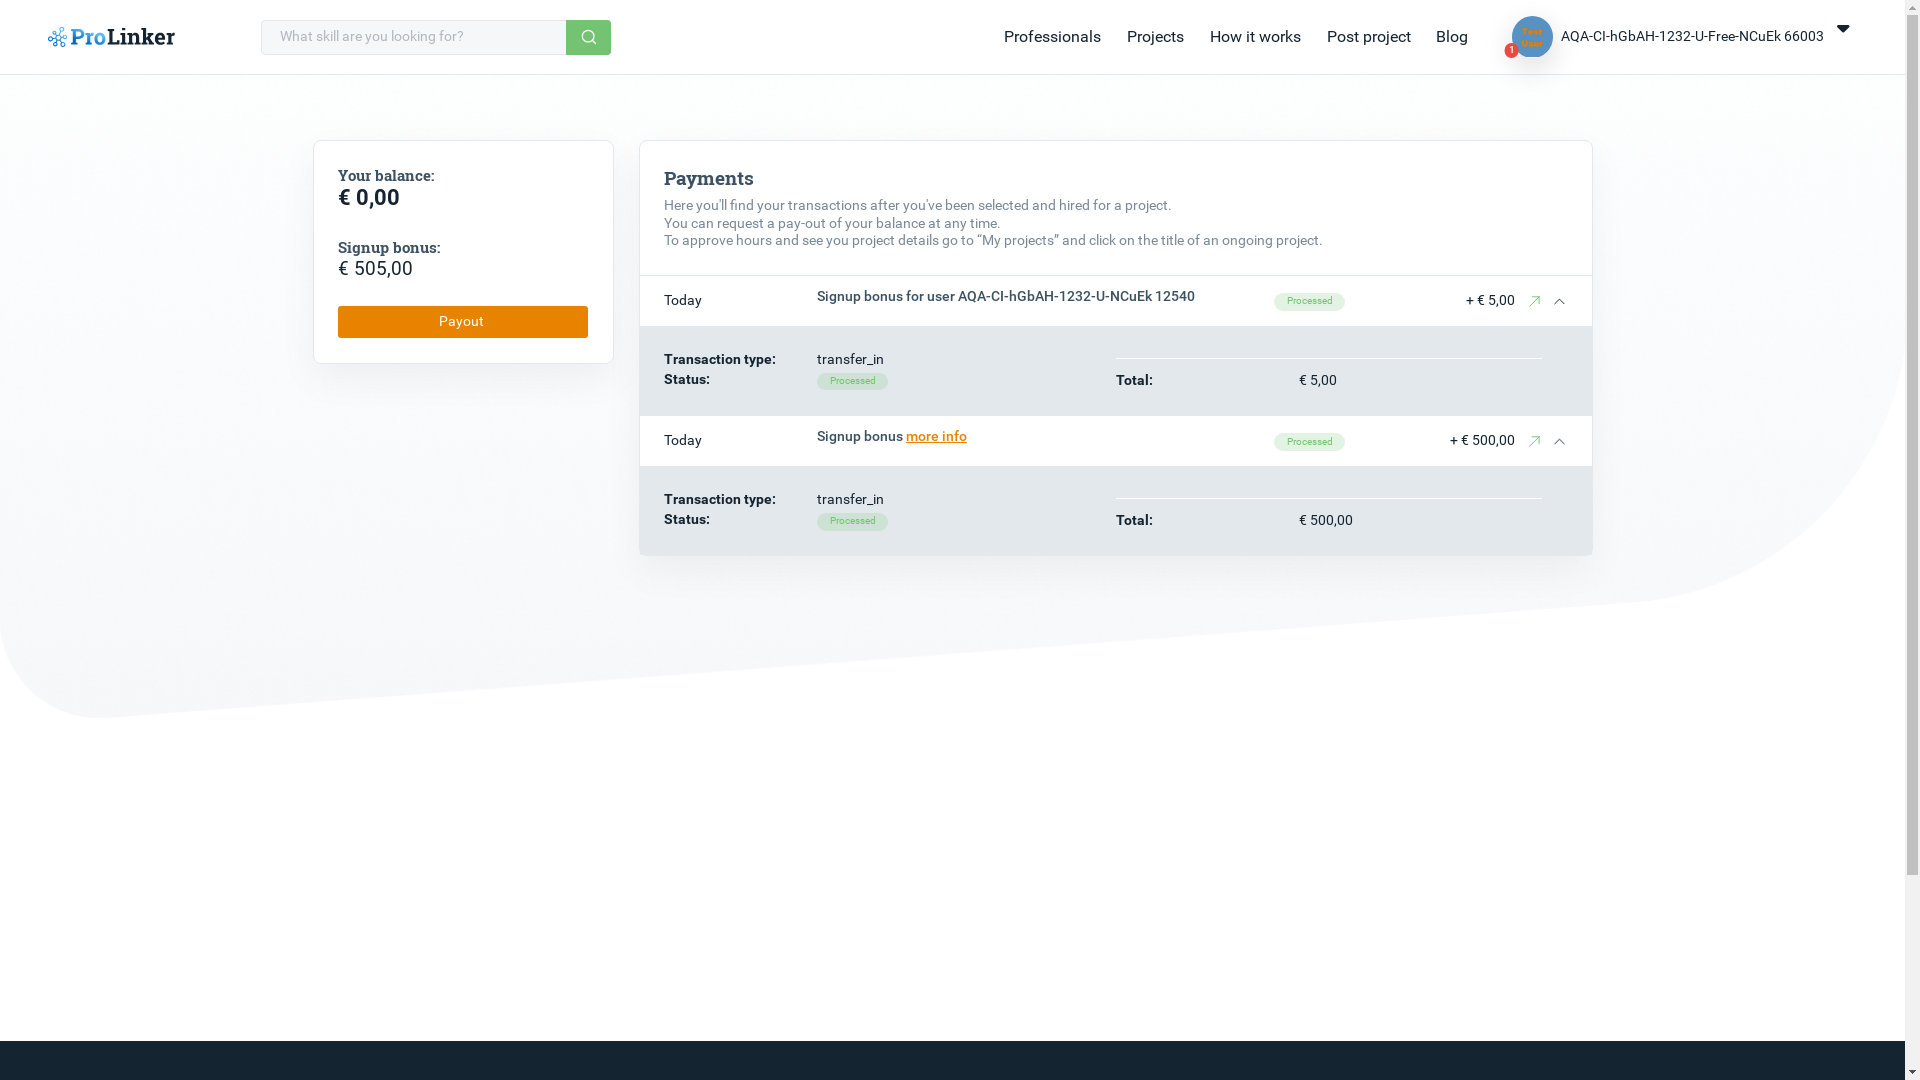 ProLinker
What skill are you looking for?
Professionals
Projects
How it works
Post project
Blog
Test
User
1
AQA-CI-hGbAH-1232-U-Free-NCuEk 66003
Your balance:
€ 0,00
Signup bonus:
€ 505,00
Payout
Payments
Here you'll find your transactions after you've been selected and hired for a project.
You can request a pay-out of your balance at any time.
To approve hours and see you project details go to “My projects” and click on the title of an ongoing project.
Today Signup bonus for user AQA-CI-hGbAH-1232-U-NCuEk 12540 Processed + € 5,00
Transaction type: transfer_in
Status: Processed Total: € 5,00
Today Signup bonus more info Processed + € 500,00
Transaction type: transfer_in
Status: Processed Total: € 500,00